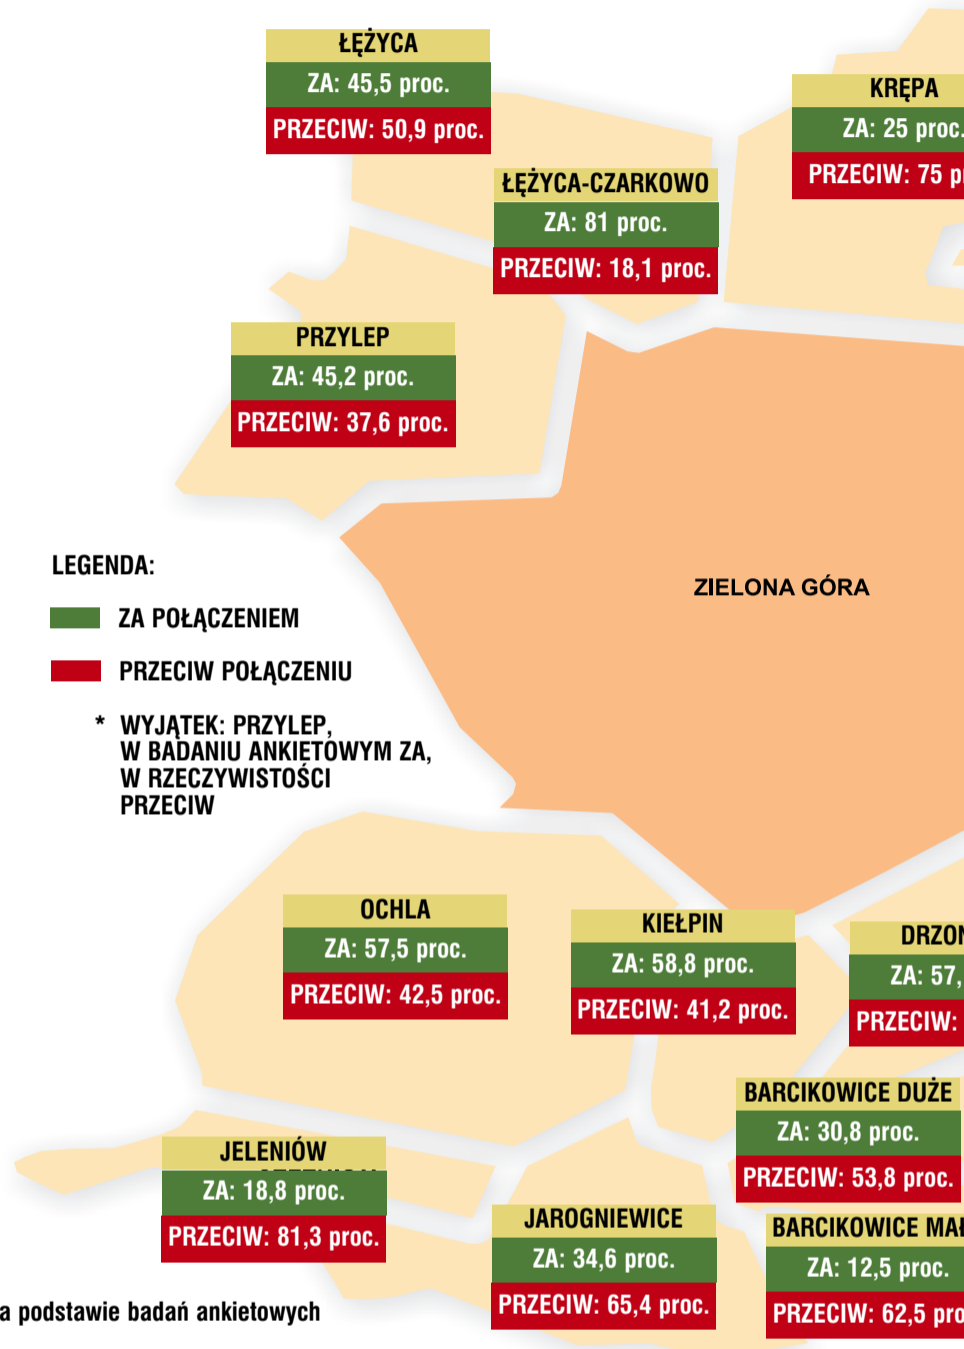 ŁĘŻYCA
ZA: 45,5 proc.
PRZECIW: 50,9 proc.
KRĘPA
ZA: 25 proc.
PRZECIW: 75 pr
ŁĘŻYCA-CZARKOWO
ZA: 81 proc.
PRZECIW: 18,1 proc.
PRZYLEP
ZA: 45,2 proc.
PRZECIW: 37,6 proc.
ZIELONA GÓRA
LEGENDA:
ZA POŁĄCZENIEM
PRZECIW POŁĄCZENIU
* WYJĄTEK: PRZYLEP,
W BADANIU ANKIETOWYM ZA,
W RZECZYWISTOŚCI
PRZECIW
OCHLA
ZA: 57,5 proc.
PRZECIW: 42,5 proc.
KIEŁPIN
ZA: 58,8 proc.
PRZECIW: 41,2 proc.
DRZON
ZA: 57,
PRZECIW:
BARCIKOWICE DUŻE
ZA: 30,8 proc.
PRZECIW: 53,8 proc.
JELENIÓW
ZA: 18,8 proc.
PRZECIW: 81,3 proc.
JAROGNIEWICE
ZA: 34,6 proc.
PRZECIW: 65,4 proc.
BARCIKOWICE MAŁ
ZA: 12,5 proc.
PRZECIW: 62,5 proc
a podstawie badań ankietowych